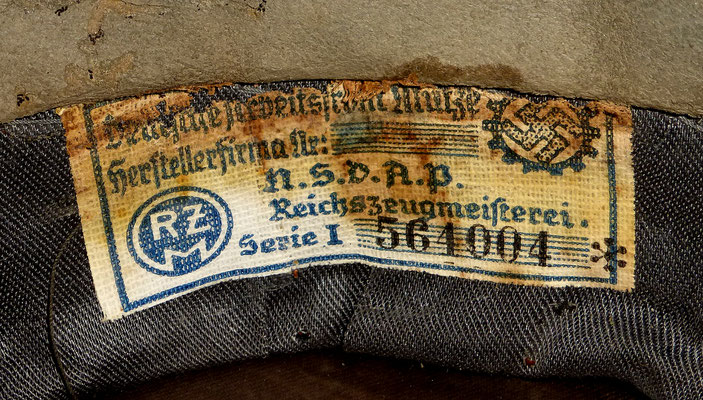 Deutsche Arbeitsfront Mütze
Herstellerfirma Nr:
N.S.D.A.P.
Reichszeugmeisterei.
RZM
Serie I 564004